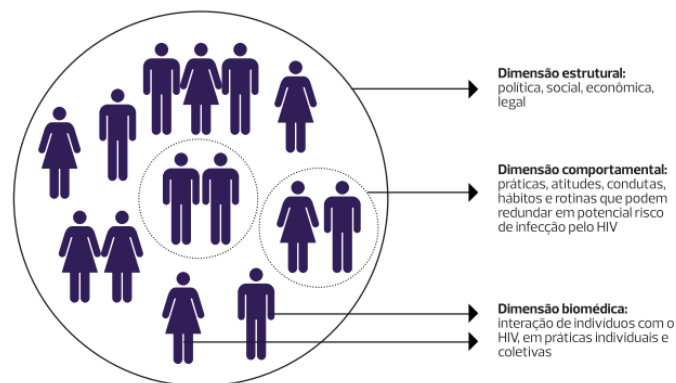 Dimensão estrutural:
política, social, econômica,
legal
Dimensão comportamental:
práticas, atitudes, condutas,
hábitos e rotinas que podem
redundar em potencial risco
de infecção pelo HIV
Dimensão biomédica:
interação de indivíduos com o
HIV, em práticas individuais e
coletivas